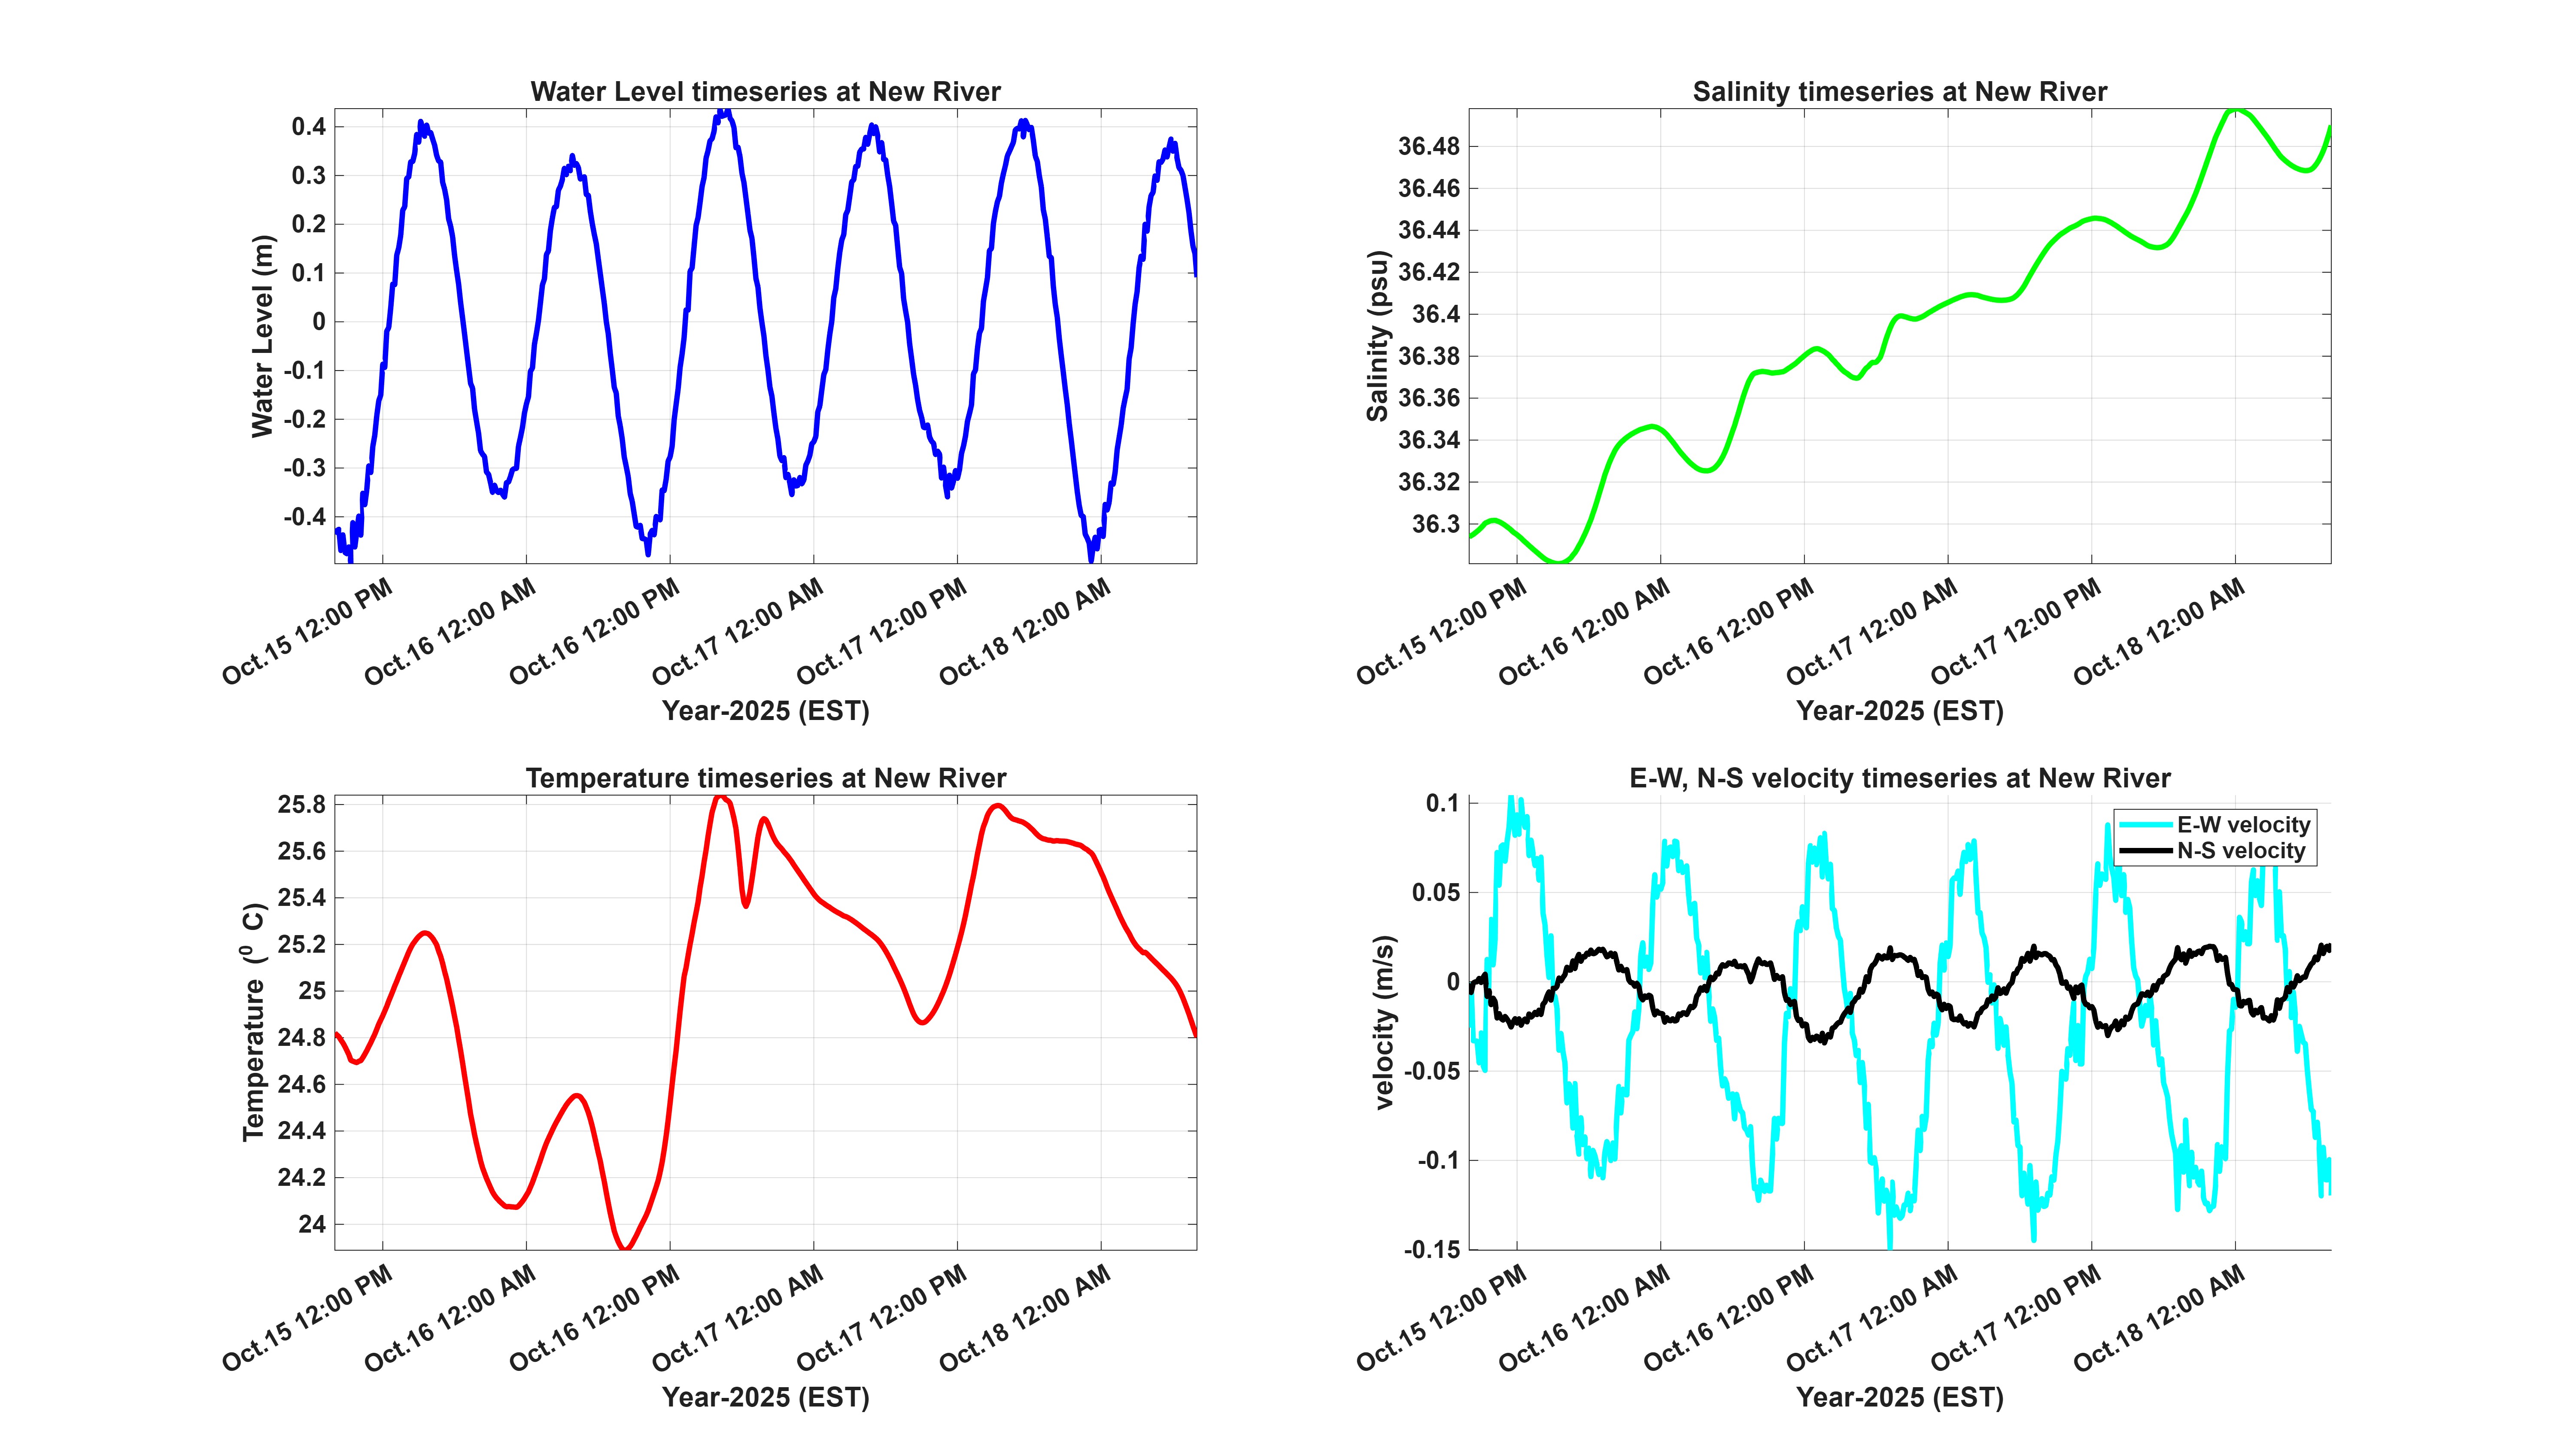 Water Level timeseries at New River
Water Level (m)
0.4
0.3
0.2
0.1
0
-0.1
-0.2
-0.3
-0.4
Oct.15 12:00 PM
Oct.16 12:00 AM
Oct.16 12:00 PM
Oct.17 12:00 AM
Oct.17 12:00 PM
Oct.18 12:00 AM
Year-2025 (EST)
Salinity timeseries at New River
Salinity (psu)
36.48
36.46
36.44
36.42
36.4
36.38
36.36
36.34
36.32
36.3
Oct.15 12:00 PM
Oct.16 12:00 AM
Oct.16 12:00 PM
Oct.17 12:00 AM
Oct.17 12:00 PM
Oct.18 12:00 AM
Year-2025 (EST)
Temperature timeseries at New River
Temperature (⁰ C)
25.8
25.6
25.4
25.2
25
24.8
24.6
24.4
24.2
24
Oct.15 12:00 PM
Oct.16 12:00 AM
Oct.16 12:00 PM
Oct.17 12:00 AM
Oct.17 12:00 PM
Oct.18 12:00 AM
Year-2025 (EST)
E-W, N-S velocity timeseries at New River
velocity (m/s)
0.1
0.05
0
-0.05
-0.1
-0.15
E-W velocity
N-S velocity
Oct.15 12:00 PM
Oct.16 12:00 AM
Oct.16 12:00 PM
Oct.17 12:00 AM
Oct.17 12:00 PM
Oct.18 12:00 AM
Year-2025 (EST)